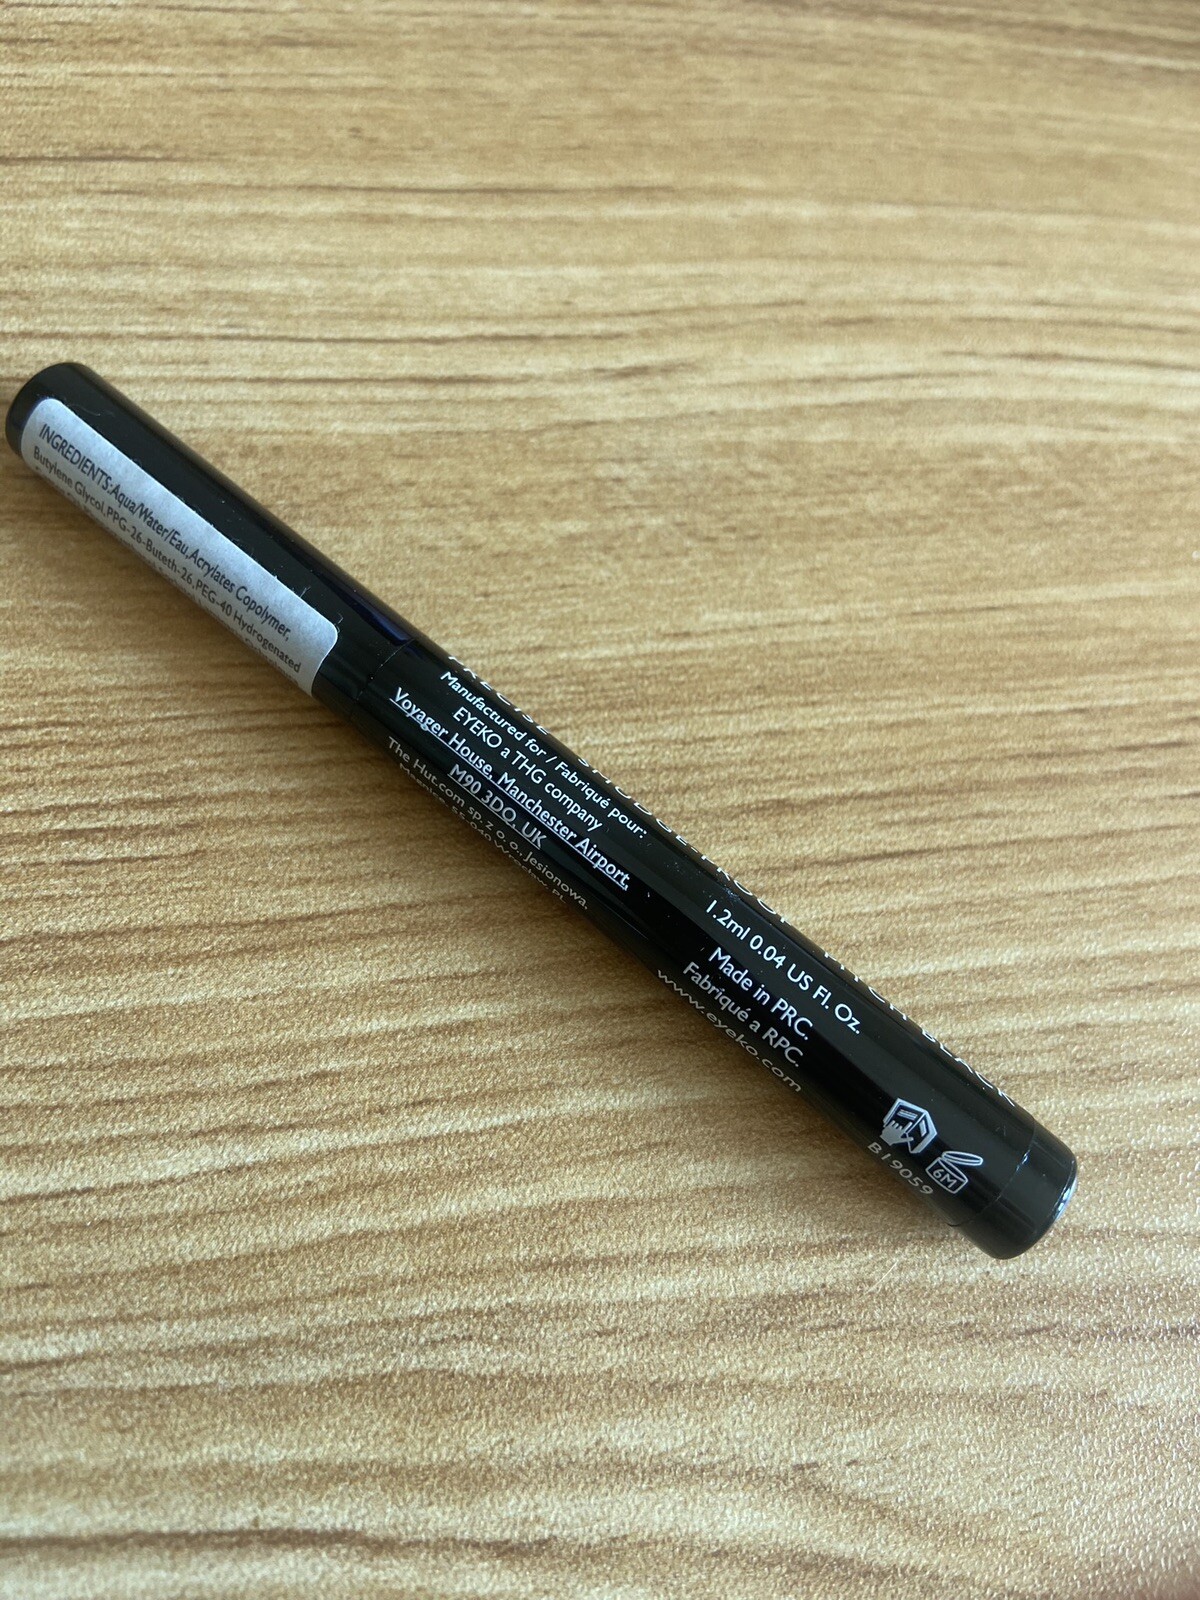 INGREDIENTS:Aqua/Water/Eau,Acrylates Copolymer,
Butylene Glycol,PPG-26-Buteth-26,PEG-40 Hydrogenated
Manufactured for / Fabriqué pour:
EYEKO a THG company
Voyager House, Manchester Airport,
M90 3DQ, UK
The Hut.com sp. z o. o., Jesionowa,
Wrocław, PL
1.2ml 0.04 US Fl. Oz.
Made in PRC.
Fabriqué a RPC.
www.eyeko.com
6M
B19059